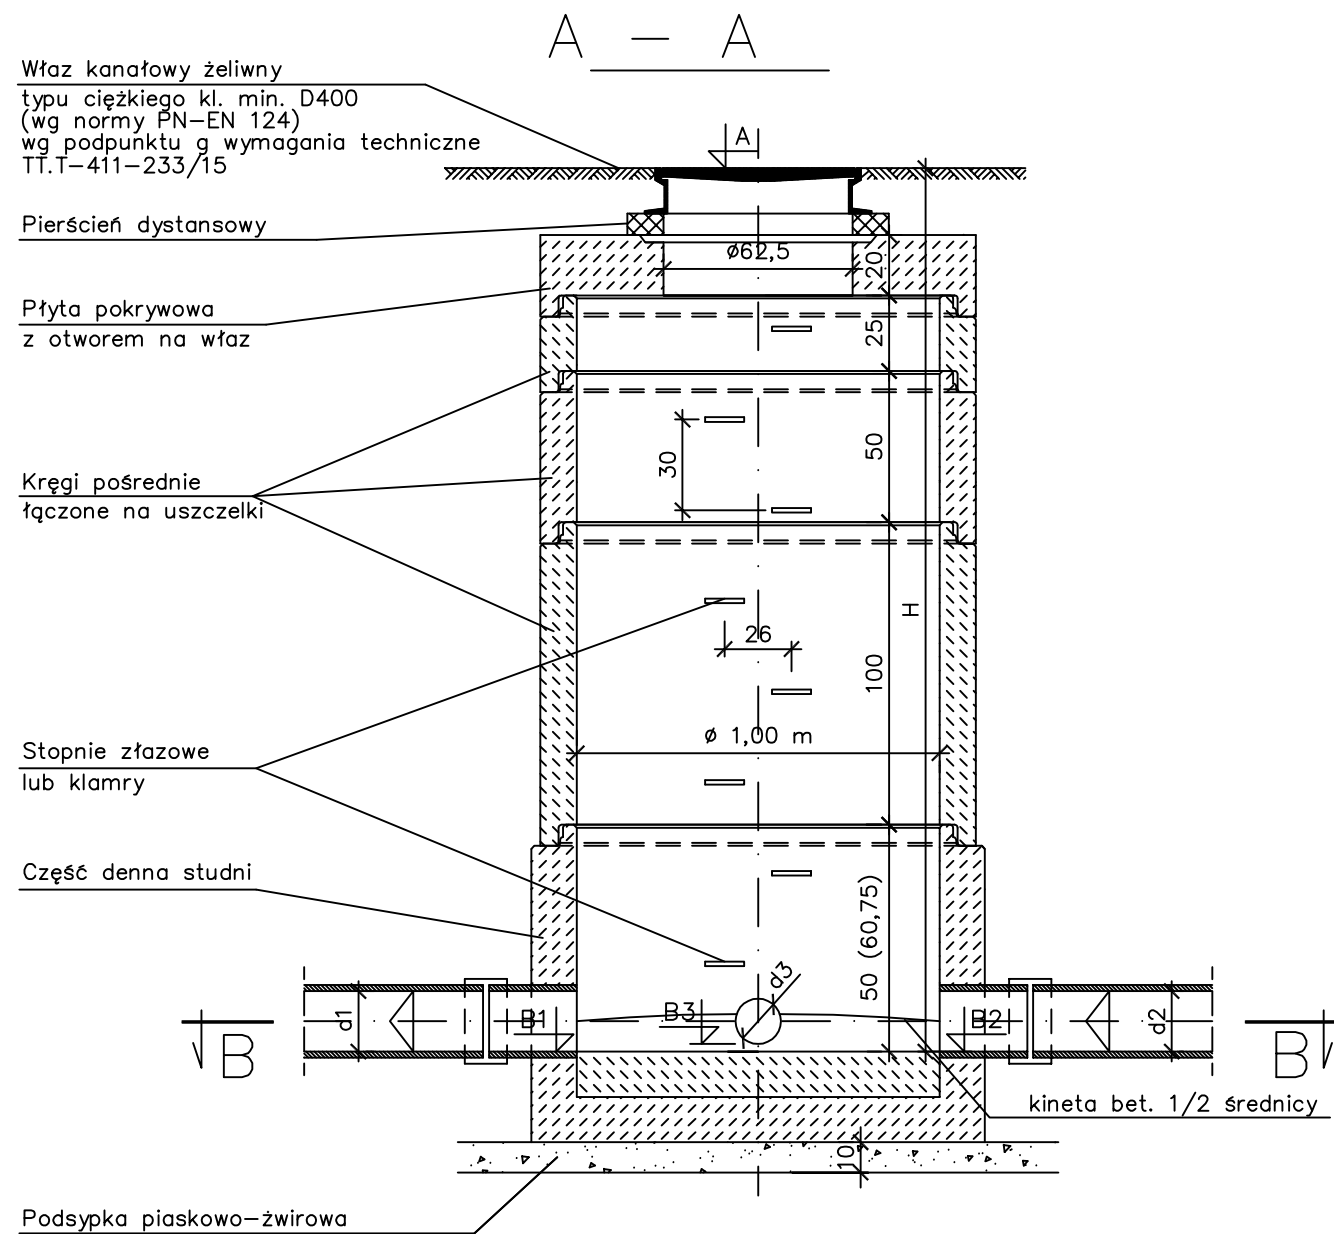 A – A
Właz kanałowy żeliwny
typu ciężkiego kl. min. D400
(wg normy PN–EN 124)
wg podpunktu g wymagania techniczne
TT.T–411–233/15
A
Pierścień dystansowy
ø62,5
20
Płyta pokrywowa
z otworem na właz
25
50
30
Kręgi pośrednie
łączone na uszczelki
H
26
100
ø 1,00 m
Stopnie złazowe
lub klamry
Część denna studni
50 (60,75)
d3
d1
B1
B3
B2
d2
B
B
kineta bet. 1/2 średnicy
10
Podsypka piaskowo–żwirowa